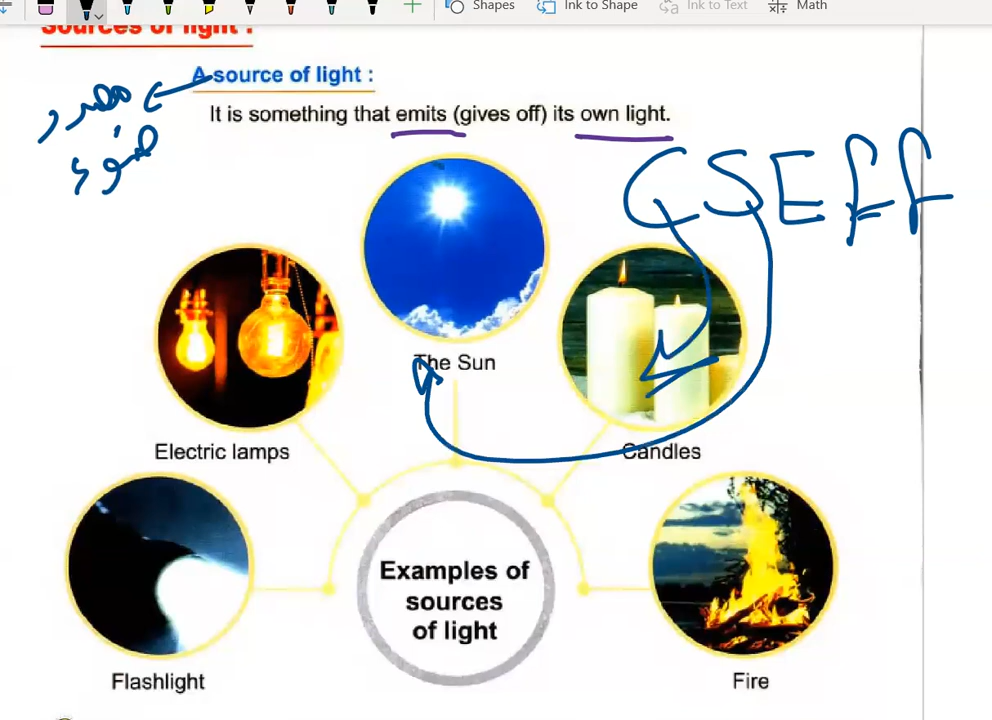 Shapes Ink to Shape Ink to Text Math
Sources of light :
A source of light :
مصدر
ضوء
It is something that emits (gives off) its own light.
CSEFF
The Sun
Electric lamps
Candles
Examples of
sources
of light
Flashlight
Fire